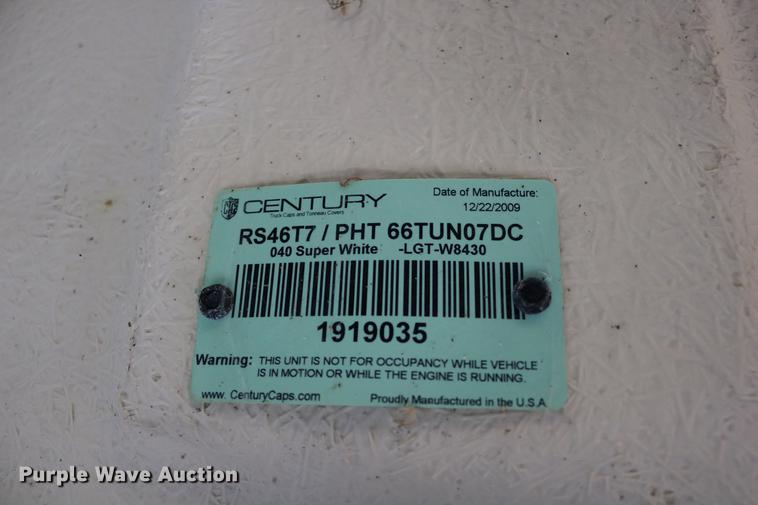 CENTURY
Truck Caps and Tonneau Covers
Date of Manufacture:
12/22/2009
RS46T7 / PHT 66TUN07DC
040 Super White -LGT-W8430
1919035
Warning: THIS UNIT IS NOT FOR OCCUPANCY WHILE VEHICLE
IS IN MOTION OR WHILE THE ENGINE IS RUNNING.
www. CenturyCaps.com Proudly Manufactured in the U.S.A
Purple Wave Auction